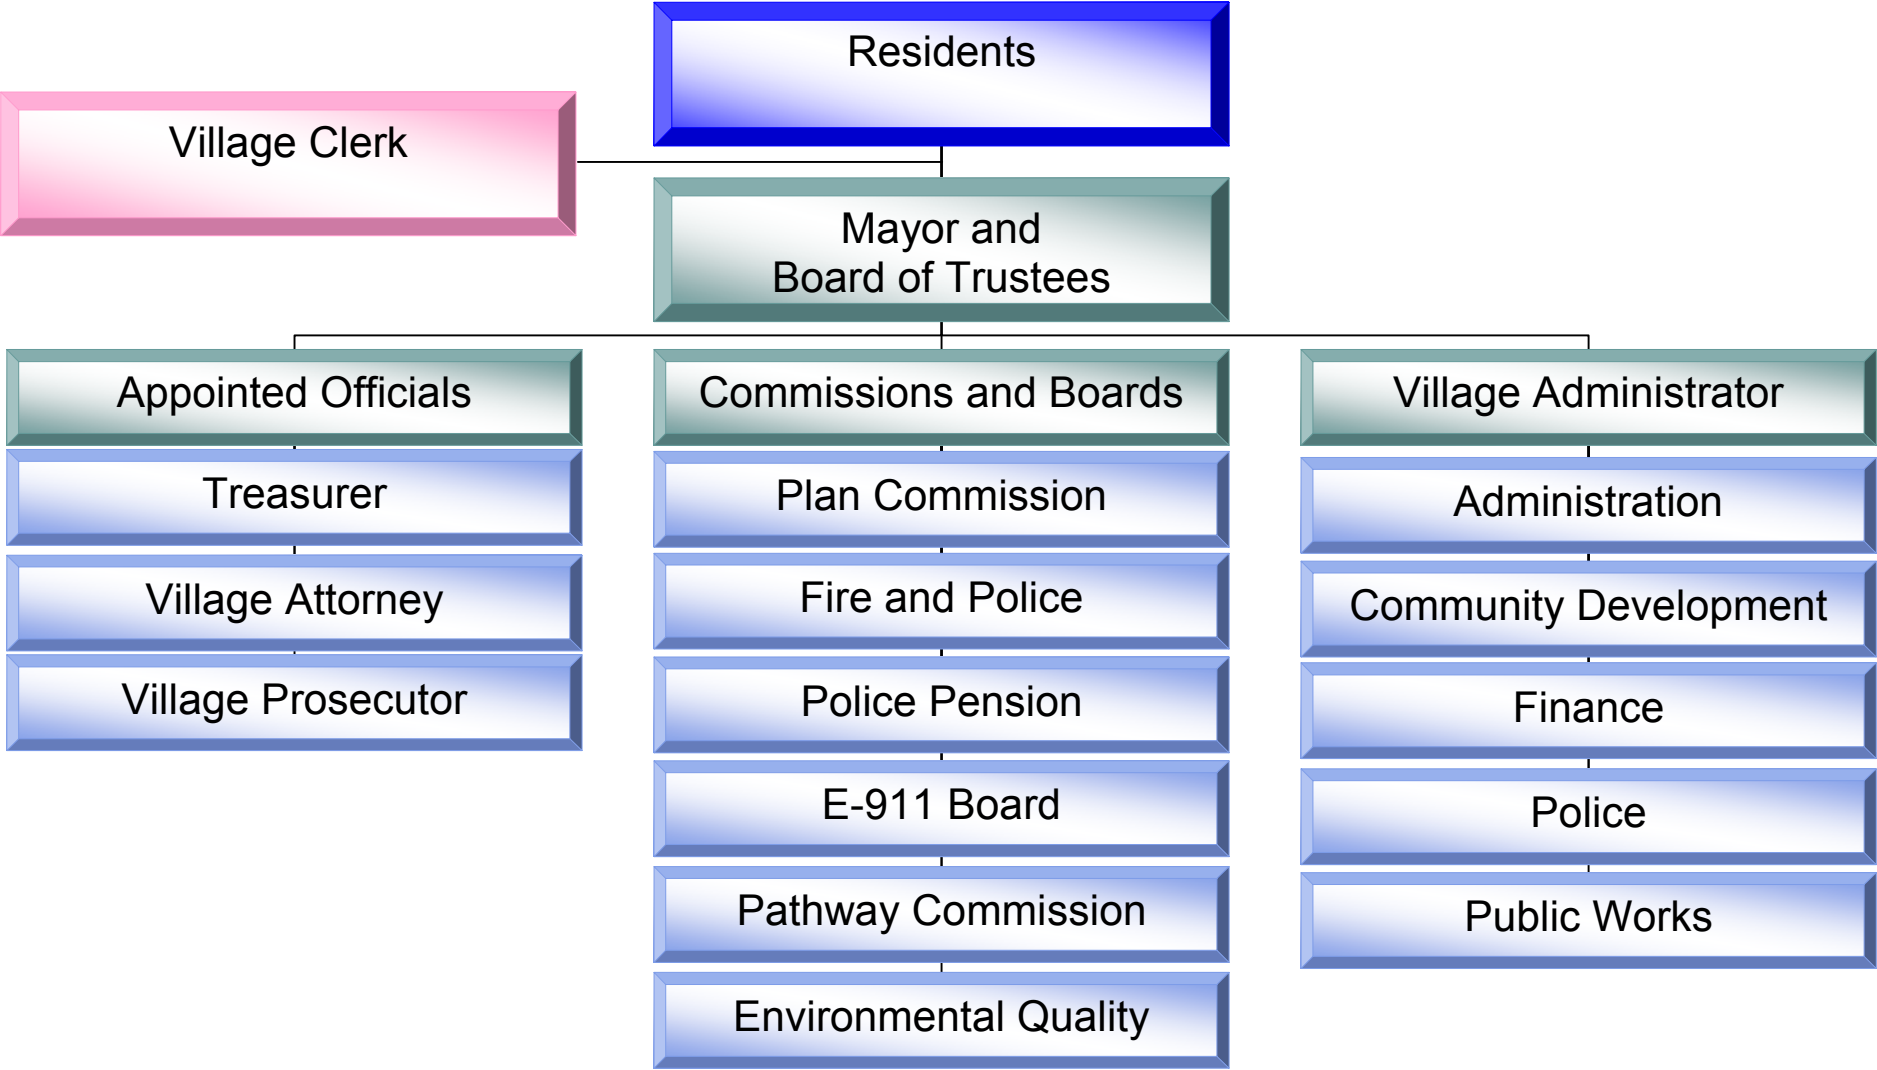 Residents
Village Clerk
Mayor and
Board of Trustees
Appointed Officials
Treasurer
Village Attorney
Village Prosecutor
Commissions and Boards
Plan Commission
Fire and Police
Police Pension
E-911 Board
Pathway Commission
Environmental Quality
Village Administrator
Administration
Community Development
Finance
Police
Public Works